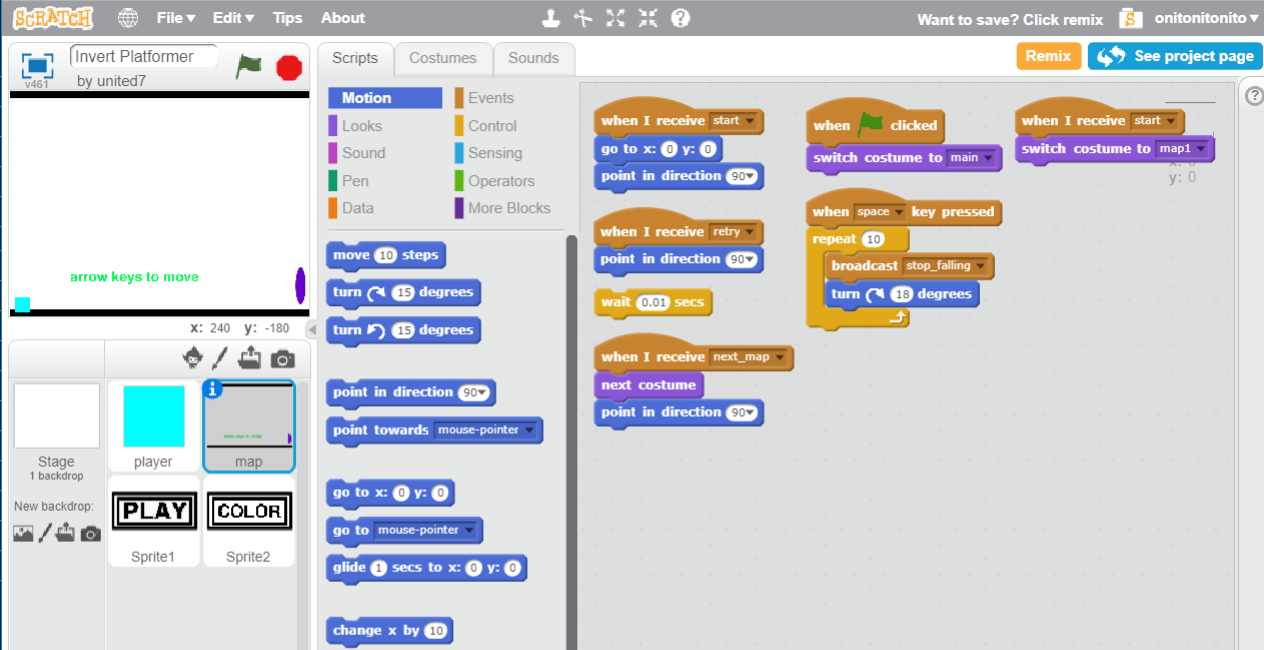 SCRATCH File▼ Edit▼ Tips About Want to save? Click remix S onitonitonito▼
v461 Invert Platformer
by united7
Scripts Costumes Sounds Remix See project page
?
arrow keys to move
x: 240 y: -180
Stage
1 backdrop
New backdrop:
player
i
map
PLAY
Sprite1
COLOR
Sprite2
Motion
Looks
Sound
Pen
Data
Events
Control
Sensing
Operators
More Blocks
move 10 steps
turn 15 degrees
turn 15 degrees
point in direction 90▼
point towards mouse-pointer
go to x: 0 y: 0
go to mouse-pointer
glide 1 secs to x: 0 y: 0
change x by 10
when I receive start
go to x: 0 y: 0
point in direction 90▼
when I receive retry
point in direction 90▼
wait 0.01 secs
when I receive next_map
next costume
point in direction 90▼
when clicked
switch costume to main
when space key pressed
repeat 10
broadcast stop_falling
turn 18 degrees
when I receive start
switch costume to map1
x: 0
y: 0